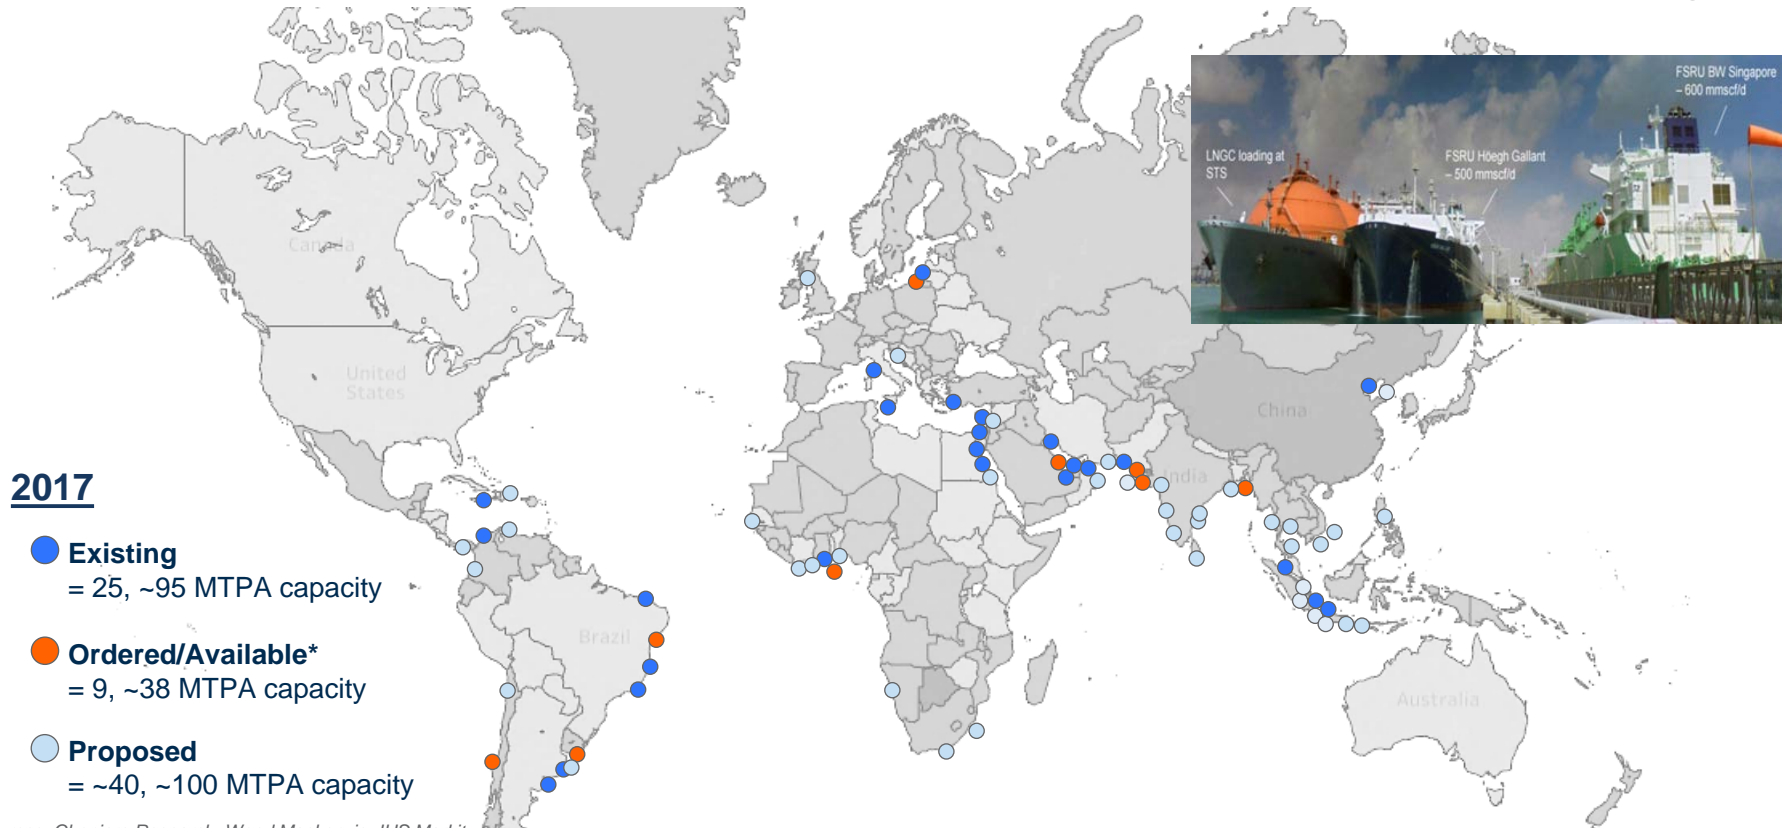 FSRU BW Singapore
– 600 mmscf/d
LNGC loading at
STS
FSRU Höegh Gallant
– 500 mmscf/d
Canada
United
States
China
India
Brazil
Australia
2017
Existing
= 25, ~95 MTPA capacity
Ordered/Available*
= 9, ~38 MTPA capacity
Proposed
= ~40, ~100 MTPA capacity